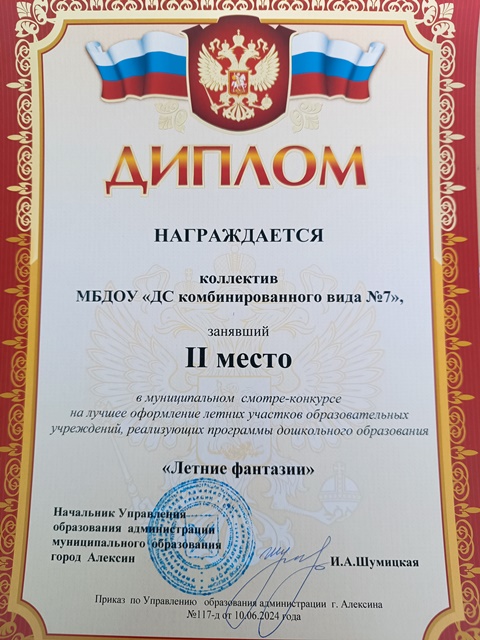 ДИПЛОМ
НАГРАЖДАЕТСЯ
коллектив
МБДОУ «ДС комбинированного вида №7»,
занявший
II место
в муниципальном смотре-конкурсе
на лучшее оформление летних участков образовательных
учреждений, реализующих программы дошкольного образования
«Летние фантазии»
Начальник Управления
образования администрации
муниципального образования
город Алексин
И.А.Шумицкая
Приказ по Управлению образования администрации г. Алексина
№117-д от 10.06.2024 года